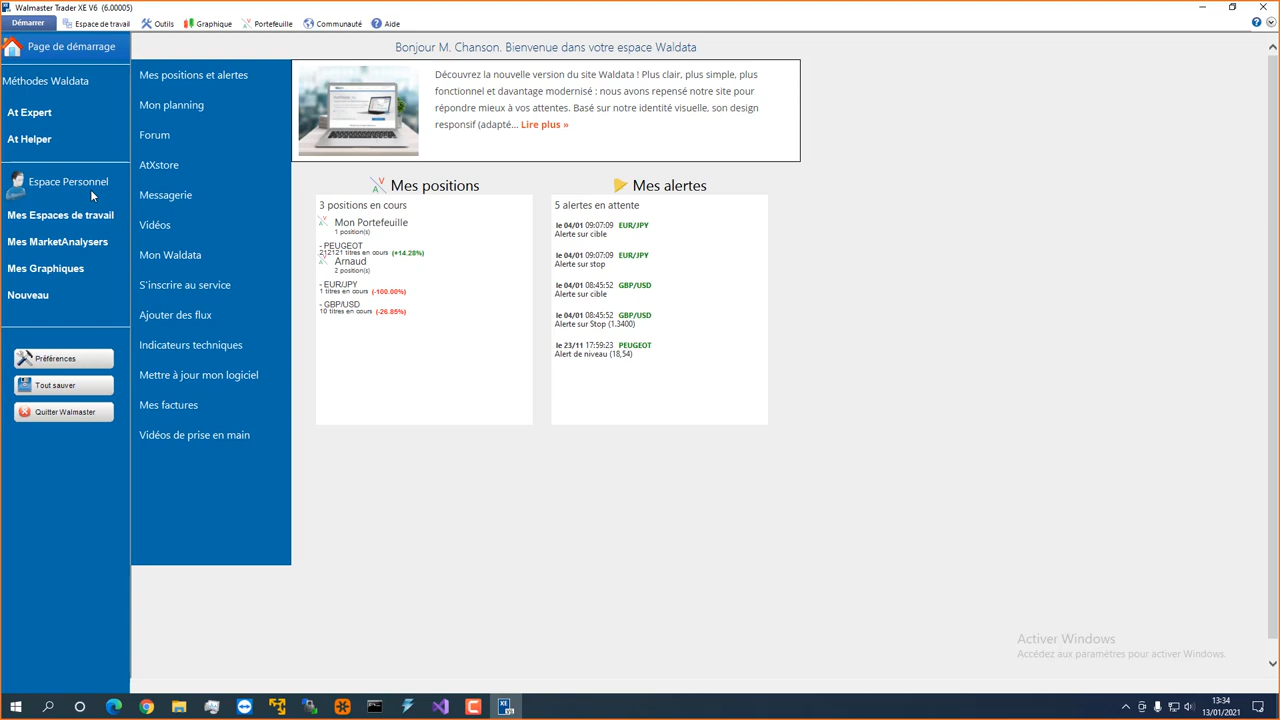 Walmaster Trader XE V6 (6.00005)
Démarrer
Espace de travail
Outils
Graphique
Portefeuille
Communauté
Aide
Page de démarrage
Bonjour M. Chanson. Bienvenue dans votre espace Waldata
Méthodes Waldata
At Expert
At Helper
Espace Personnel
Mes Espaces de travail
Mes MarketAnalysers
Mes Graphiques
Nouveau
Préférences
Tout sauver
Quitter Walmaster
Mes positions et alertes
Mon planning
Forum
AtXstore
Messagerie
Vidéos
Mon Waldata
S'inscrire au service
Ajouter des flux
Indicateurs techniques
Mettre à jour mon logiciel
Mes factures
Vidéos de prise en main
Découvrez la nouvelle version du site Waldata ! Plus clair, plus simple, plus
fonctionnel et davantage modernisé : nous avons repensé notre site pour
répondre mieux à vos attentes. Basé sur notre identité visuelle, son design
responsif (adapté... Lire plus »
Mes positions
3 positions en cours
Mon Portefeuille
1 position(s)
- PEUGEOT
212121 titres en cours (+14.28%)
Arnaud
2 position(s)
- EUR/JPY
1 titres en cours (-100.00%)
- GBP/USD
10 titres en cours (-26.85%)
Mes alertes
5 alertes en attente
le 04/01 09:07:09 EUR/JPY
Alerte sur cible
le 04/01 09:07:09 EUR/JPY
Alerte sur stop
le 04/01 08:45:52 GBP/USD
Alerte sur cible
le 04/01 08:45:52 GBP/USD
Alerte sur Stop (1.3400)
le 23/11 17:59:23 PEUGEOT
Alert de niveau (18,54)
Activer Windows
Accédez aux paramètres pour activer Windows.
13:34
13/01/2021